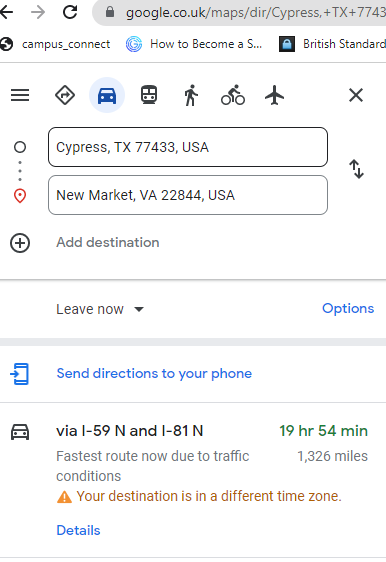 google.co.uk/maps/dir/Cypress,+TX+7743
campus_connect How to Become a S... British Standard
Cypress, TX 77433, USA
New Market, VA 22844, USA
Add destination
Leave now Options
Send directions to your phone
via I-59 N and I-81 N 19 hr 54 min
Fastest route now due to traffic 1,326 miles
conditions
Your destination is in a different time zone.
Details